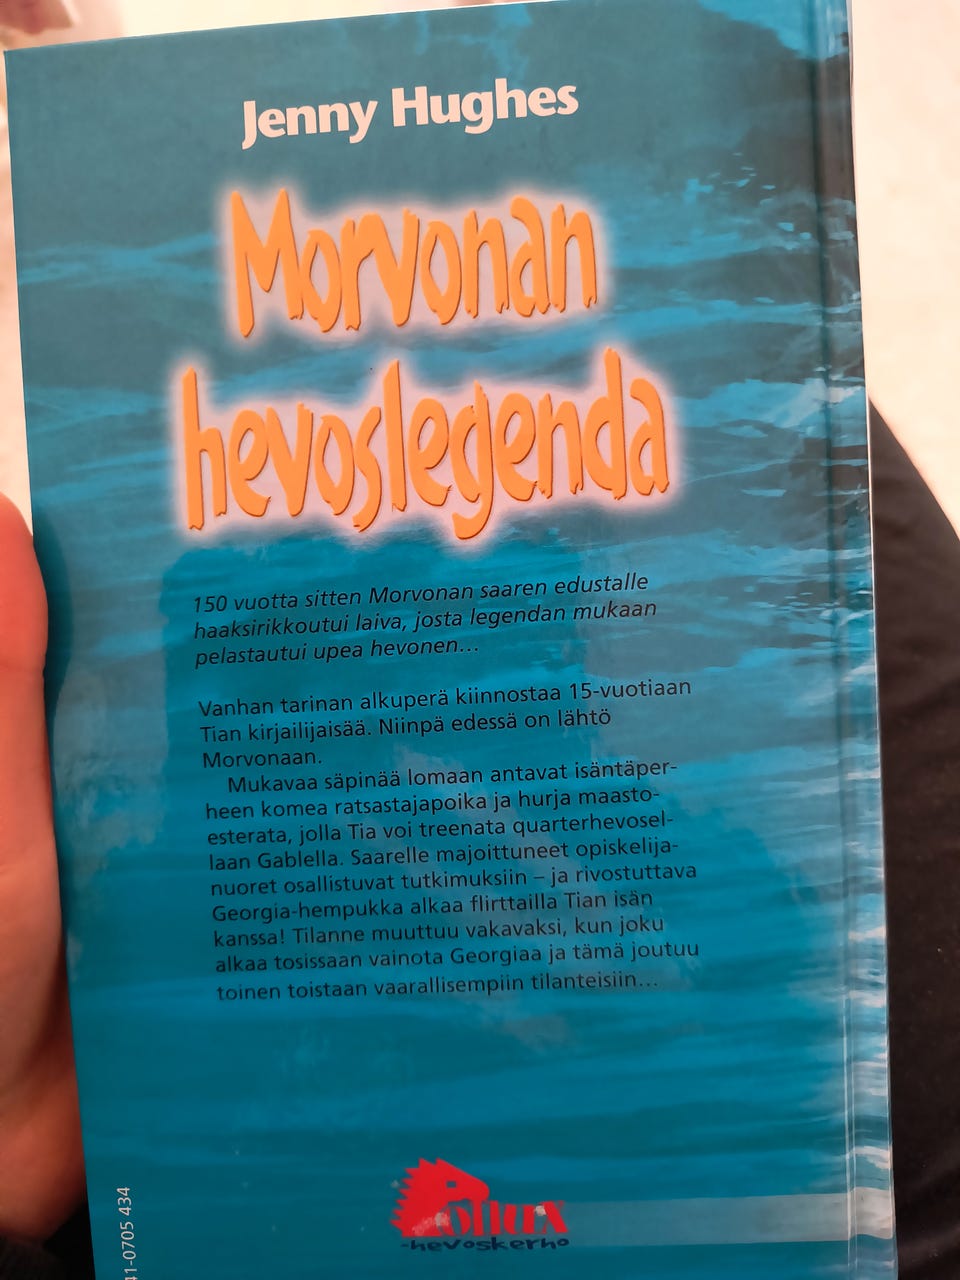 Jenny Hughes
Morvonan
hevoslegenda
150 vuotta sitten Morvonan saaren edustalle
haaksirikkoutui laiva, josta legendan mukaan
pelastautui upea hevonen...
Vanhan tarinan alkuperä kiinnostaa 15-vuotiaan
Tian kirjailijaisää. Niinpä edessä on lähtö
Morvonaan.
Mukavaa säpinää lomaan antavat isäntäper-
heen komea ratsastajapoika ja hurja maasto-
esterata, jolla Tia voi treenata quarterhevosel-
laan Gablella. Saarelle majoittuneet opiskelija-
nuoret osallistuvat tutkimuksiin – ja rivostuttava
Georgia-hempukka alkaa flirttailla Tian isän
kanssa! Tilanne muuttuu vakavaksi, kun joku
alkaa tosissaan vainota Georgiaa ja tämä joutuu
toinen toistaan vaarallisempiin tilanteisiin...
Pollux
-hevoskerho
41-0705 434